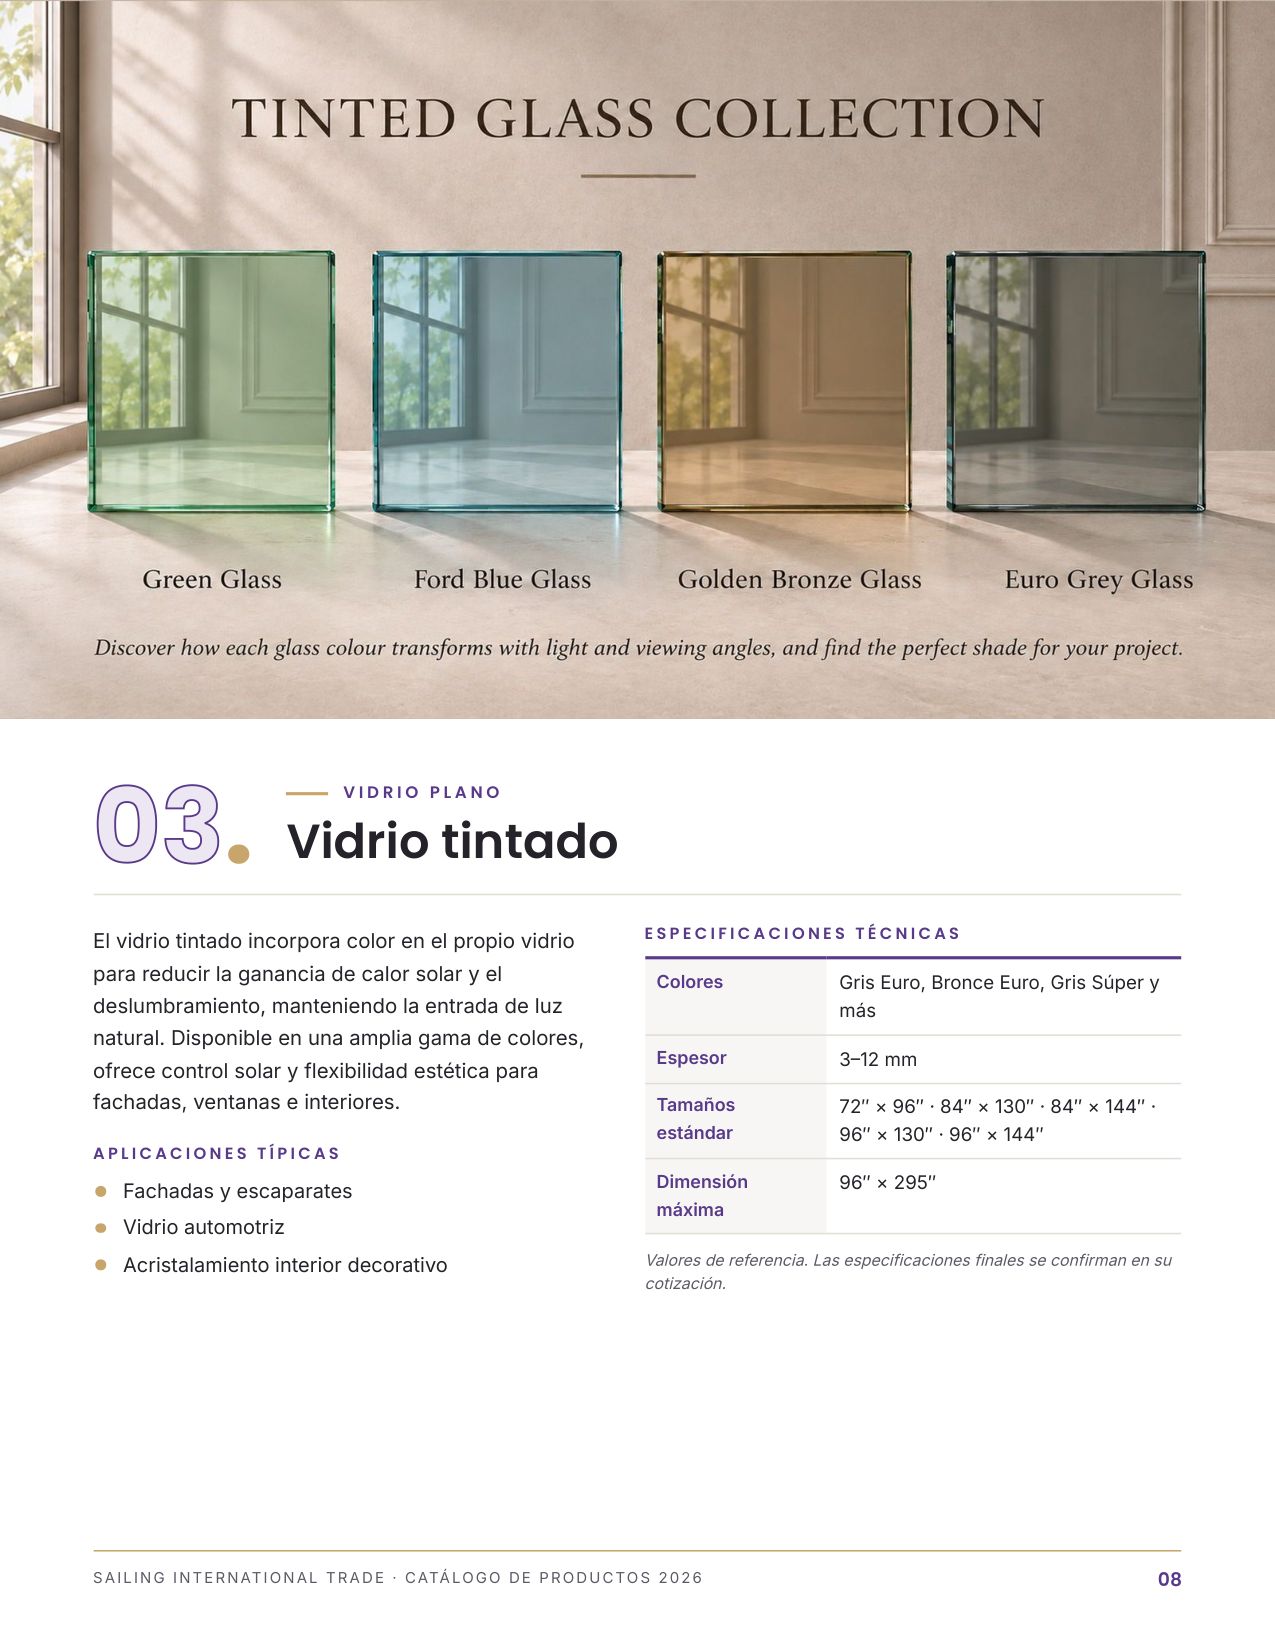 TINTED GLASS COLLECTION
Green Glass
Ford Blue Glass
Golden Bronze Glass
Euro Grey Glass
Discover how each glass colour transforms with light and viewing angles, and find the perfect shade for your project.
03.
VIDRIO PLANO
Vidrio tintado
El vidrio tintado incorpora color en el propio vidrio
para reducir la ganancia de calor solar y el
deslumbramiento, manteniendo la entrada de luz
natural. Disponible en una amplia gama de colores,
ofrece control solar y flexibilidad estética para
fachadas, ventanas e interiores.
APLICACIONES TÍPICAS
Fachadas y escaparates
Vidrio automotriz
Acristalamiento interior decorativo
ESPECIFICACIONES TÉCNICAS
Colores
Gris Euro, Bronce Euro, Gris Súper y
más
Espesor
3–12 mm
Tamaños
estándar
72″ × 96″ · 84″ × 130″ · 84″ × 144″ ·
96″ × 130″ · 96″ × 144″
Dimensión
máxima
96″ × 295″
Valores de referencia. Las especificaciones finales se confirman en su
cotización.
SAILING INTERNATIONAL TRADE · CATÁLOGO DE PRODUCTOS 2026
08